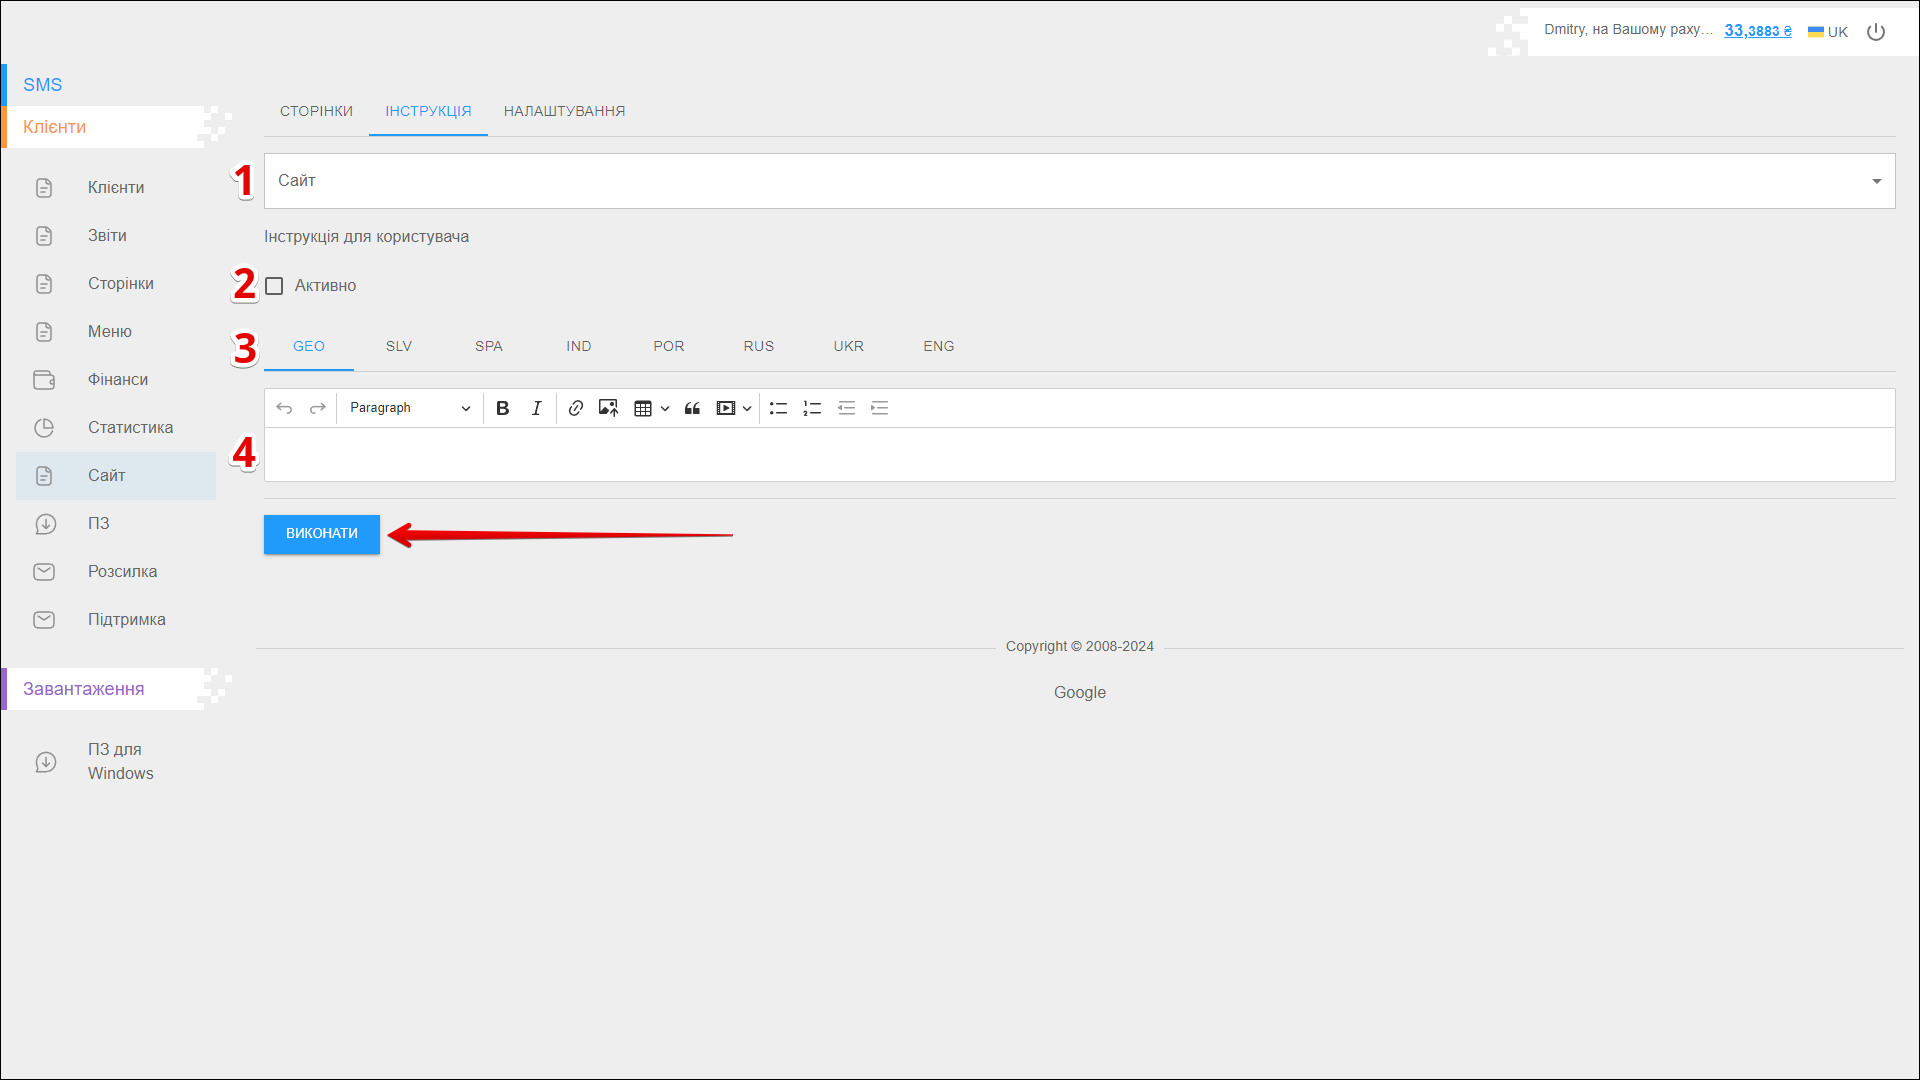 Dmitry, на Вашому раху... 33,3883 ₴ UK
SMS
Клієнти
Клієнти
Звіти
Сторінки
Меню
Фінанси
Статистика
Сайт
ПЗ
Розсилка
Підтримка
Завантаження
ПЗ для
Windows
СТОРІНКИ ІНСТРУКЦІЯ НАЛАШТУВАННЯ
1 Сайт
Інструкція для користувача
2 Активно
3 GEO SLV SPA IND POR RUS UKR ENG
Paragraph
4
ВИКОНАТИ
Copyright © 2008-2024
Google